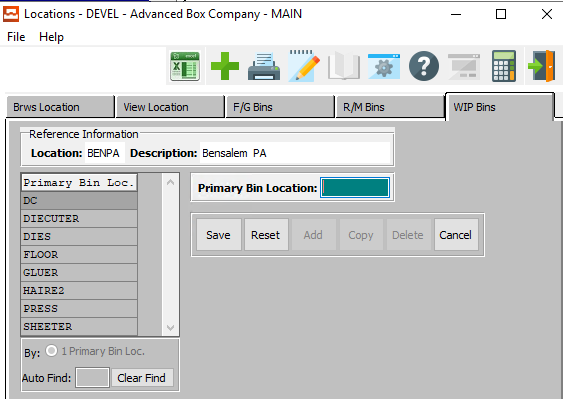 Locations - DEVEL - Advanced Box Company - MAIN
File Help
Brws Location View Location F/G Bins R/M Bins WIP Bins
Reference Information
Location: BENPA Description: Bensalem PA
Primary Bin Loc.
Primary Bin Location:
DC
DIECUTER
DIES
Save Reset Add Copy Delete Cancel
FLOOR
GLUER
HAIRE2
PRESS
SHEETER
By: 1 Primary Bin Loc.
Auto Find: Clear Find